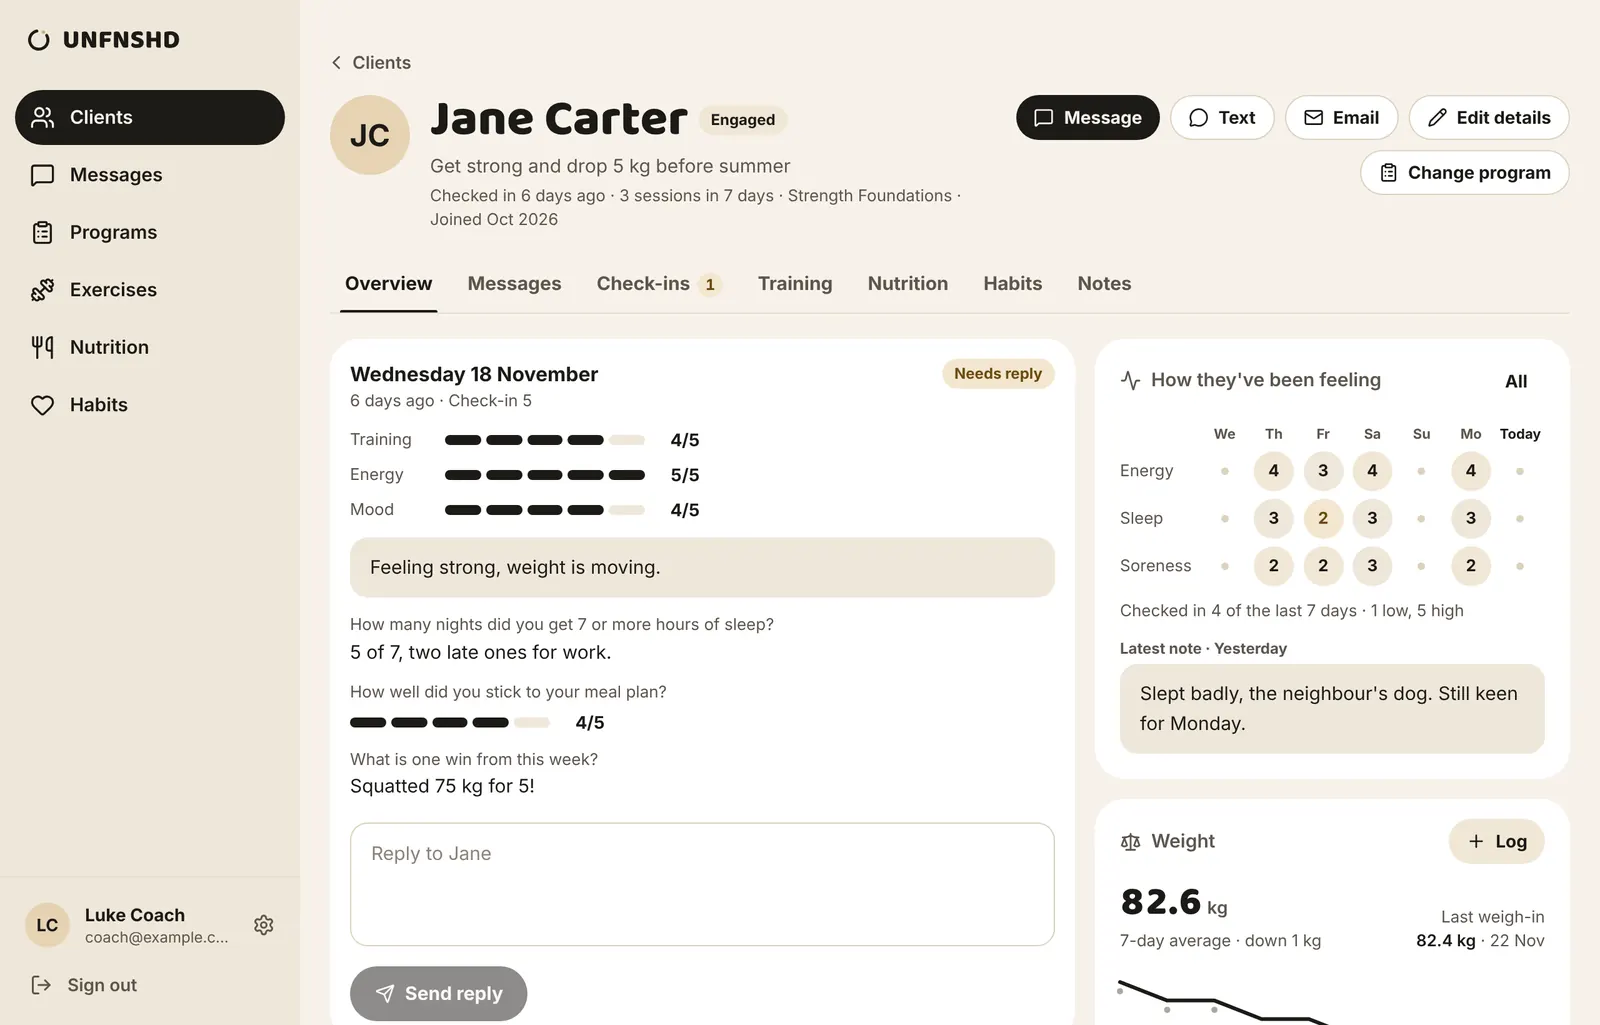 UNFNSHD
Clients
Messages
Programs
Exercises
Nutrition
Habits
LC
Luke Coach
coach@example.c...
Sign out
Clients
JC
Jane Carter
Engaged
Get strong and drop 5 kg before summer
Checked in 6 days ago · 3 sessions in 7 days · Strength Foundations ·
Joined Oct 2026
Message
Text
Email
Edit details
Change program
Overview
Messages
Check-ins 1
Training
Nutrition
Habits
Notes
Wednesday 18 November
Needs reply
6 days ago · Check-in 5
Training 4/5
Energy 5/5
Mood 4/5
Feeling strong, weight is moving.
How many nights did you get 7 or more hours of sleep?
5 of 7, two late ones for work.
How well did you stick to your meal plan?
4/5
What is one win from this week?
Squatted 75 kg for 5!
Reply to Jane
Send reply
How they've been feeling
All
We Th Fr Sa Su Mo Today
Energy 4 3 4 4
Sleep 3 2 3 3
Soreness 2 2 3 2
Checked in 4 of the last 7 days · 1 low, 5 high
Latest note · Yesterday
Slept badly, the neighbour's dog. Still keen
for Monday.
Weight
+ Log
82.6 kg
7-day average · down 1 kg
Last weigh-in
82.4 kg · 22 Nov